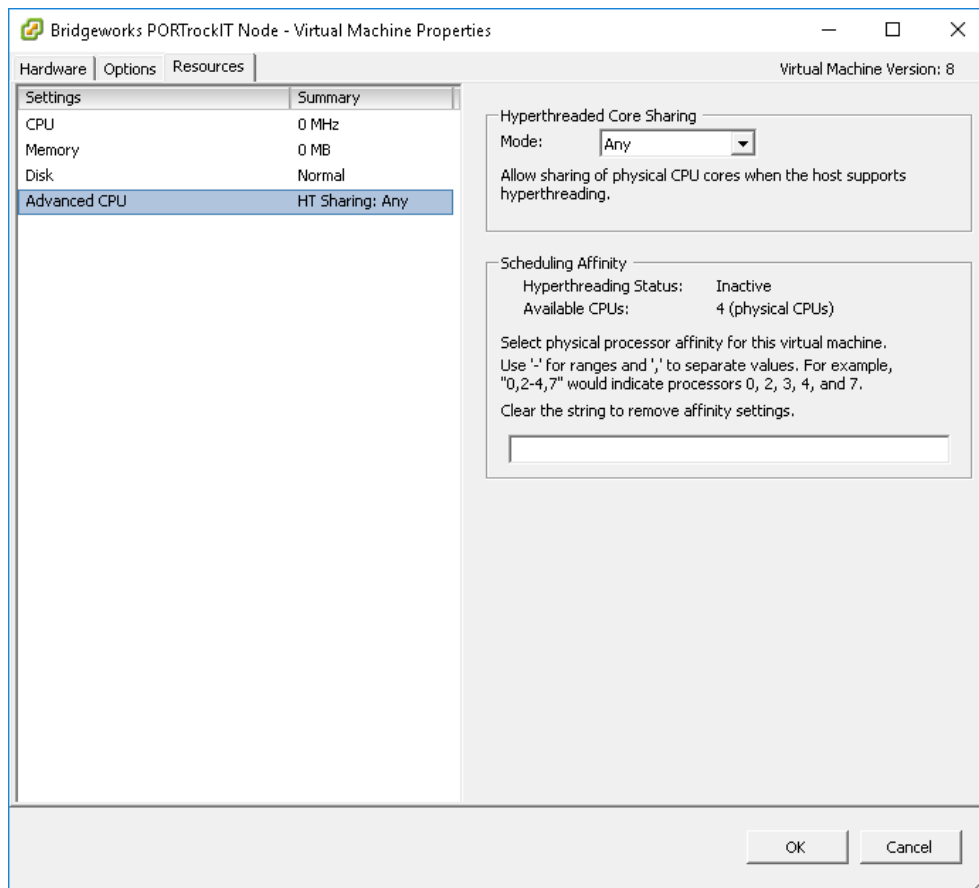 Bridgeworks PORTrockIT Node - Virtual Machine Properties
Hardware Options Resources Virtual Machine Version: 8
Settings Summary
CPU 0 MHz
Memory 0 MB
Disk Normal
Advanced CPU HT Sharing: Any
Hyperthreaded Core Sharing
Mode: Any
Allow sharing of physical CPU cores when the host supports
hyperthreading.
Scheduling Affinity
Hyperthreading Status: Inactive
Available CPUs: 4 (physical CPUs)
Select physical processor affinity for this virtual machine.
Use '-' for ranges and ',' to separate values. For example,
"0,2-4,7" would indicate processors 0, 2, 3, 4, and 7.
Clear the string to remove affinity settings.
OK Cancel